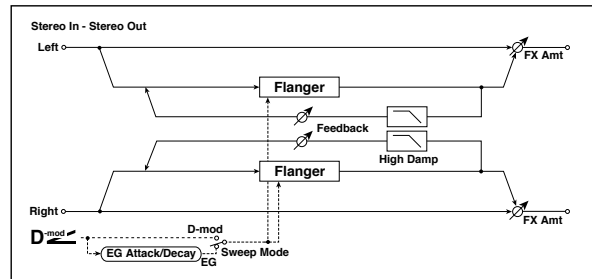 Stereo In - Stereo Out
Left
FX Amt
Flanger
Feedback
High Damp
Flanger
Right
FX Amt
D-mod
D-mod
EG Attack/Decay
EG
Sweep Mode